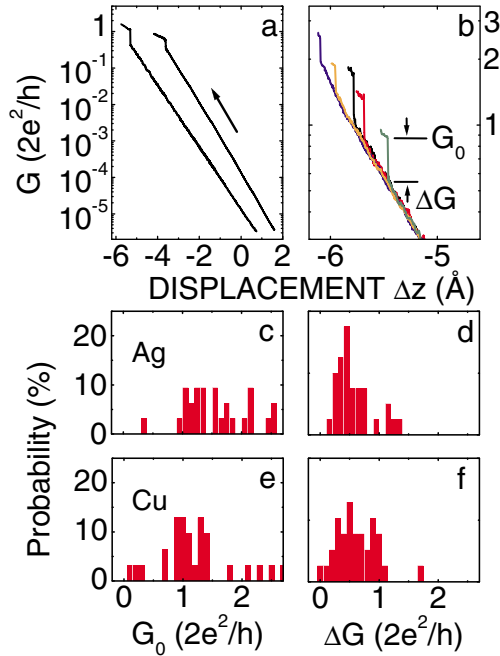 a b
G (2e²/h)
1
10⁻¹
10⁻²
10⁻³
10⁻⁴
10⁻⁵
3
2
1
G₀
ΔG
-6 -4 -2 0 2 -6 -5
DISPLACEMENT Δz (Å)
Probability (%)
c Ag
20
10
0
d
e Cu
20
10
0
f
0 1 2 0 1 2
G₀ (2e²/h) ΔG (2e²/h)